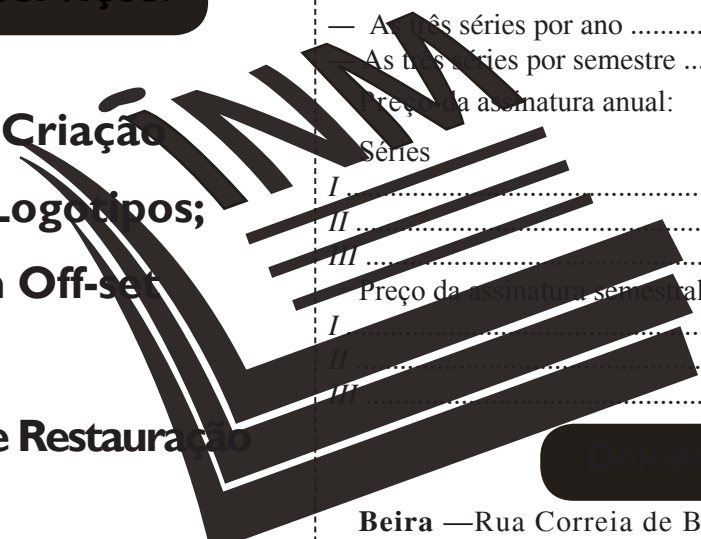 Criação
Logotipos;
Off-set
e Restauração
INM
— As três séries por ano ..........
— As três séries por semestre ..
Preço da assinatura anual:
Séries
I ..........
II ..........
III ..........
Preço da assinatura semestral
I ..........
II ..........
III ..........
Beira —Rua Correia de B